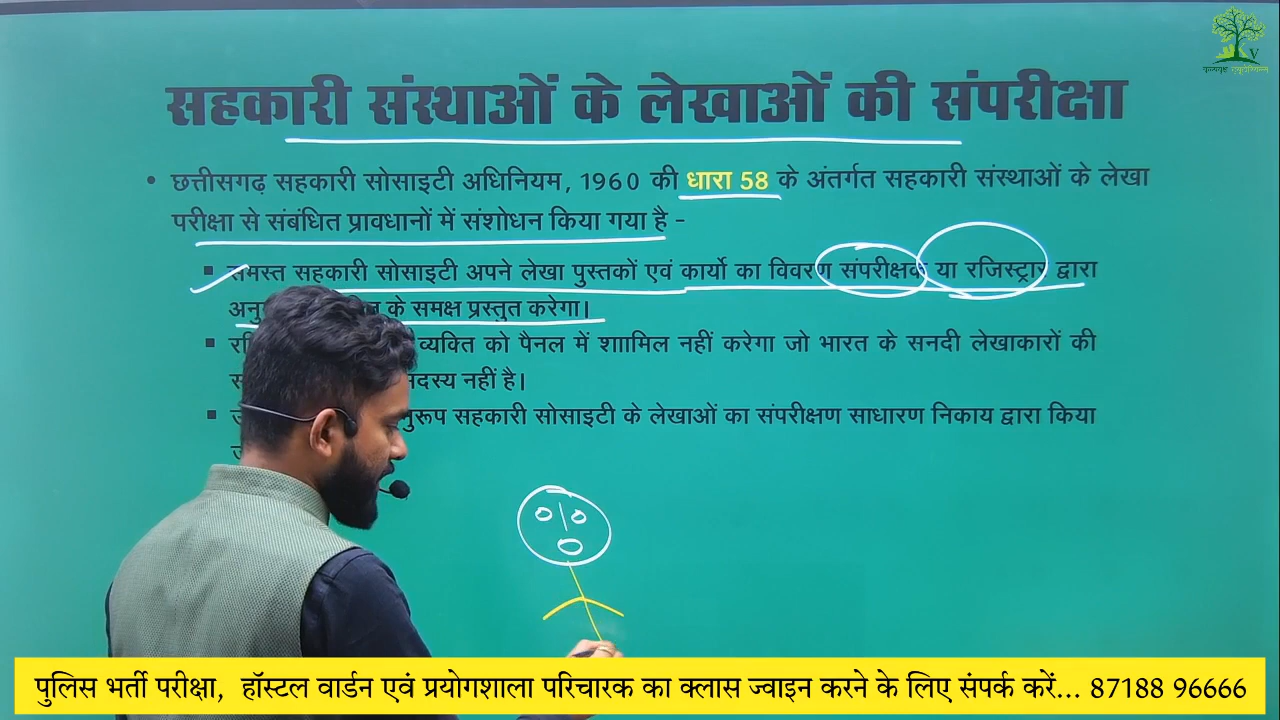 सहकारी संस्थाओं के लेखाओं की संपरीक्षा
• छत्तीसगढ़ सहकारी सोसाइटी अधिनियम, 1960 की धारा 58 के अंतर्गत सहकारी संस्थाओं के लेखा
परीक्षा से संबंधित प्रावधानों में संशोधन किया गया है -
▪ समस्त सहकारी सोसाइटी अपने लेखा पुस्तकों एवं कार्यो का विवरण संपरीक्षक या रजिस्ट्रार द्वारा
के समक्ष प्रस्तुत करेगा।
▪ व्यक्ति को पैनल में शाामिल नहीं करेगा जो भारत के सनदी लेखाकारों की
नहीं है।
▪ सहकारी सोसाइटी के लेखाओं का संपरीक्षण साधारण निकाय द्वारा किया
पुलिस भर्ती परीक्षा, हॉस्टल वार्डन एवं प्रयोगशाला परिचारक का क्लास ज्वाइन करने के लिए संपर्क करें... 87188 96666